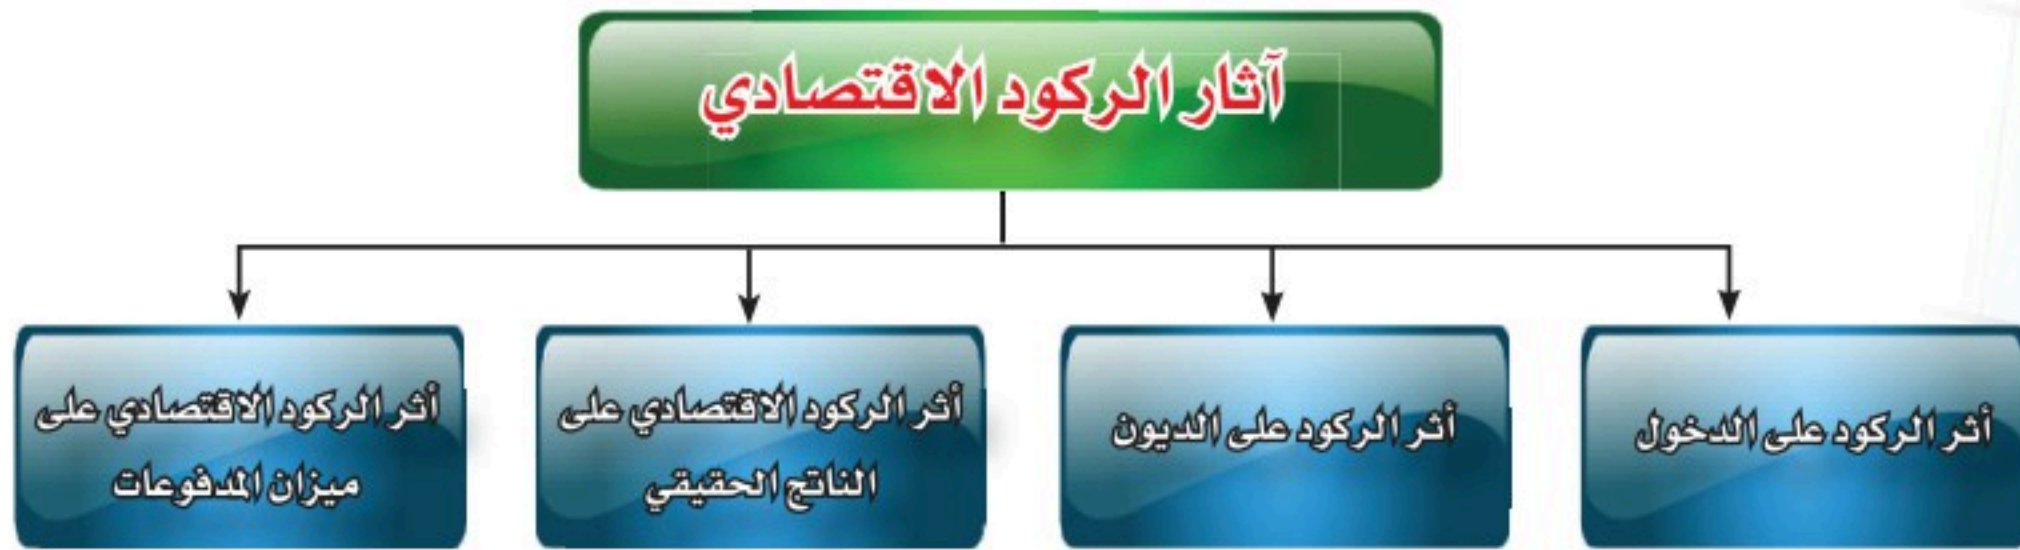 آثار الركود الاقتصادي
أثر الركود على الدخول
أثر الركود على الديون
أثر الركود الاقتصادي على
الناتج الحقيقي
أثر الركود الاقتصادي على
ميزان المدفوعات